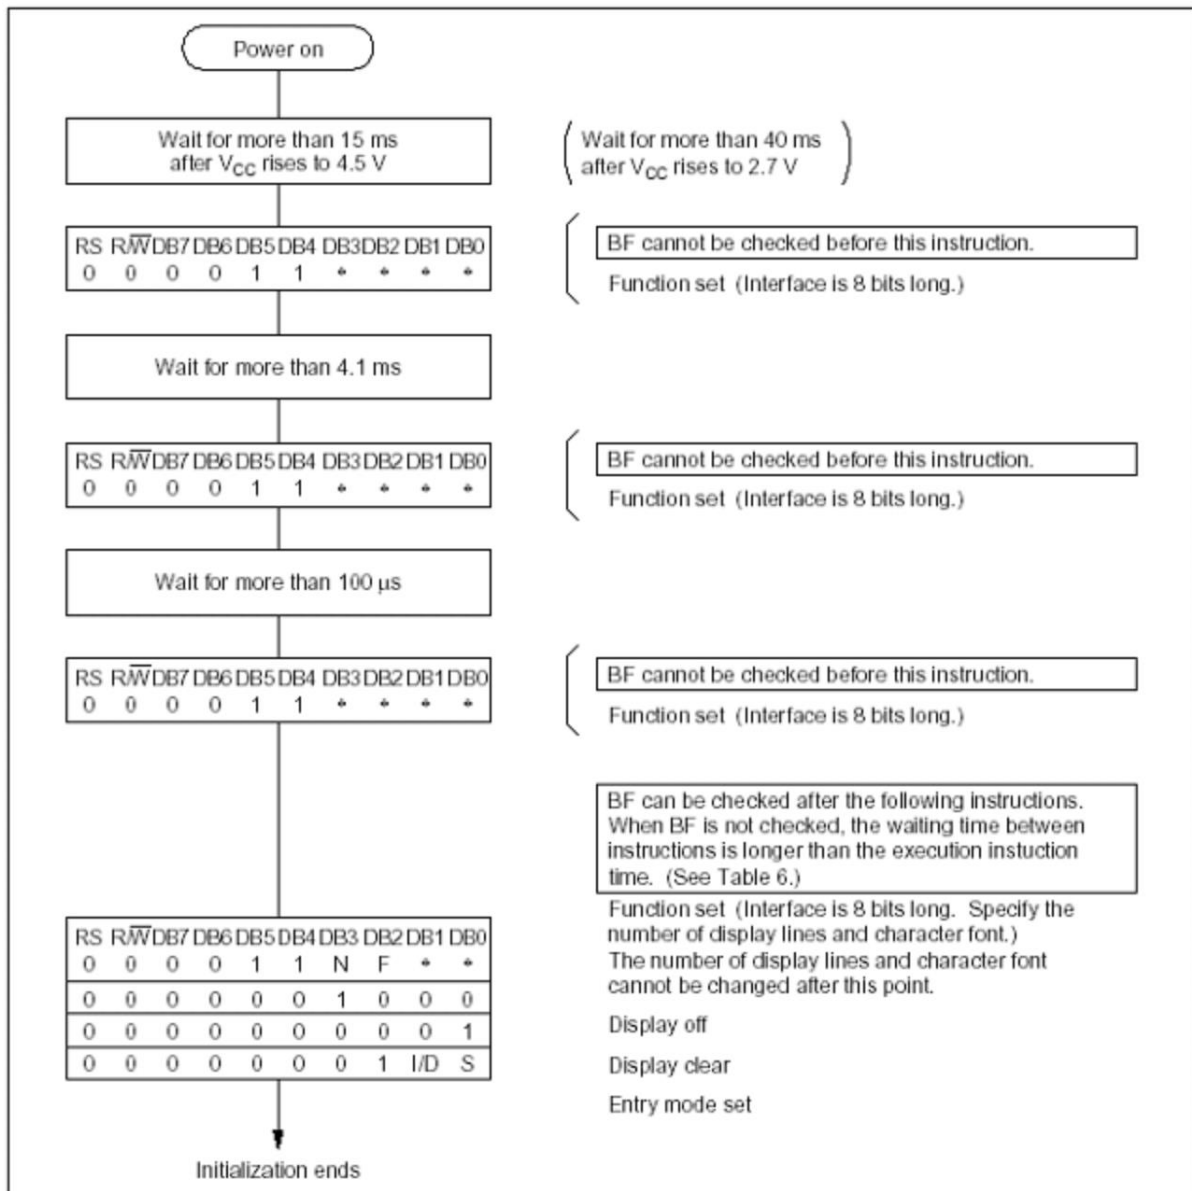 Power on
Wait for more than 15 ms
after VCC rises to 4.5 V
Wait for more than 40 ms
after VCC rises to 2.7 V
RS R/W̅ DB7 DB6 DB5 DB4 DB3 DB2 DB1 DB0
0 0 0 0 1 1 * * * *
BF cannot be checked before this instruction.
Function set (Interface is 8 bits long.)
Wait for more than 4.1 ms
RS R/W̅ DB7 DB6 DB5 DB4 DB3 DB2 DB1 DB0
0 0 0 0 1 1 * * * *
BF cannot be checked before this instruction.
Function set (Interface is 8 bits long.)
Wait for more than 100 μs
RS R/W̅ DB7 DB6 DB5 DB4 DB3 DB2 DB1 DB0
0 0 0 0 1 1 * * * *
BF cannot be checked before this instruction.
Function set (Interface is 8 bits long.)
BF can be checked after the following instructions.
When BF is not checked, the waiting time between
instructions is longer than the execution instuction
time. (See Table 6.)
RS R/W̅ DB7 DB6 DB5 DB4 DB3 DB2 DB1 DB0
0 0 0 0 1 1 N F * *
0 0 0 0 0 0 1 0 0 0
0 0 0 0 0 0 0 0 0 1
0 0 0 0 0 0 0 1 I/D S
Function set (Interface is 8 bits long. Specify the
number of display lines and character font.)
The number of display lines and character font
cannot be changed after this point.
Display off
Display clear
Entry mode set
Initialization ends